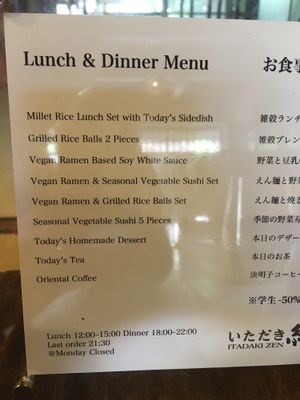 Lunch & Dinner Menu お食事
Millet Rice Lunch Set with Today's Sidedish 雑穀ランチ
Grilled Rice Balls 2 Pieces 雑穀ブレン
Vegan Ramen Based Soy White Sauce 野菜と豆乳の
Vegan Ramen & Seasonal Vegetable Sushi Set えん麺と季節
Vegan Ramen & Grilled Rice Balls Set えん麺と焼き
Seasonal Vegetable Sushi 5 Pieces 季節の野菜寿
Today's Homemade Dessert 本日のデザー
Today's Tea 本日のお茶
Oriental Coffee 決明子コーヒー
※学生 -50%
Lunch 12:00~15:00 Dinner 18:00~22:00
Last order 21:30
※Monday Closed
いただき
ITADAKI ZEN